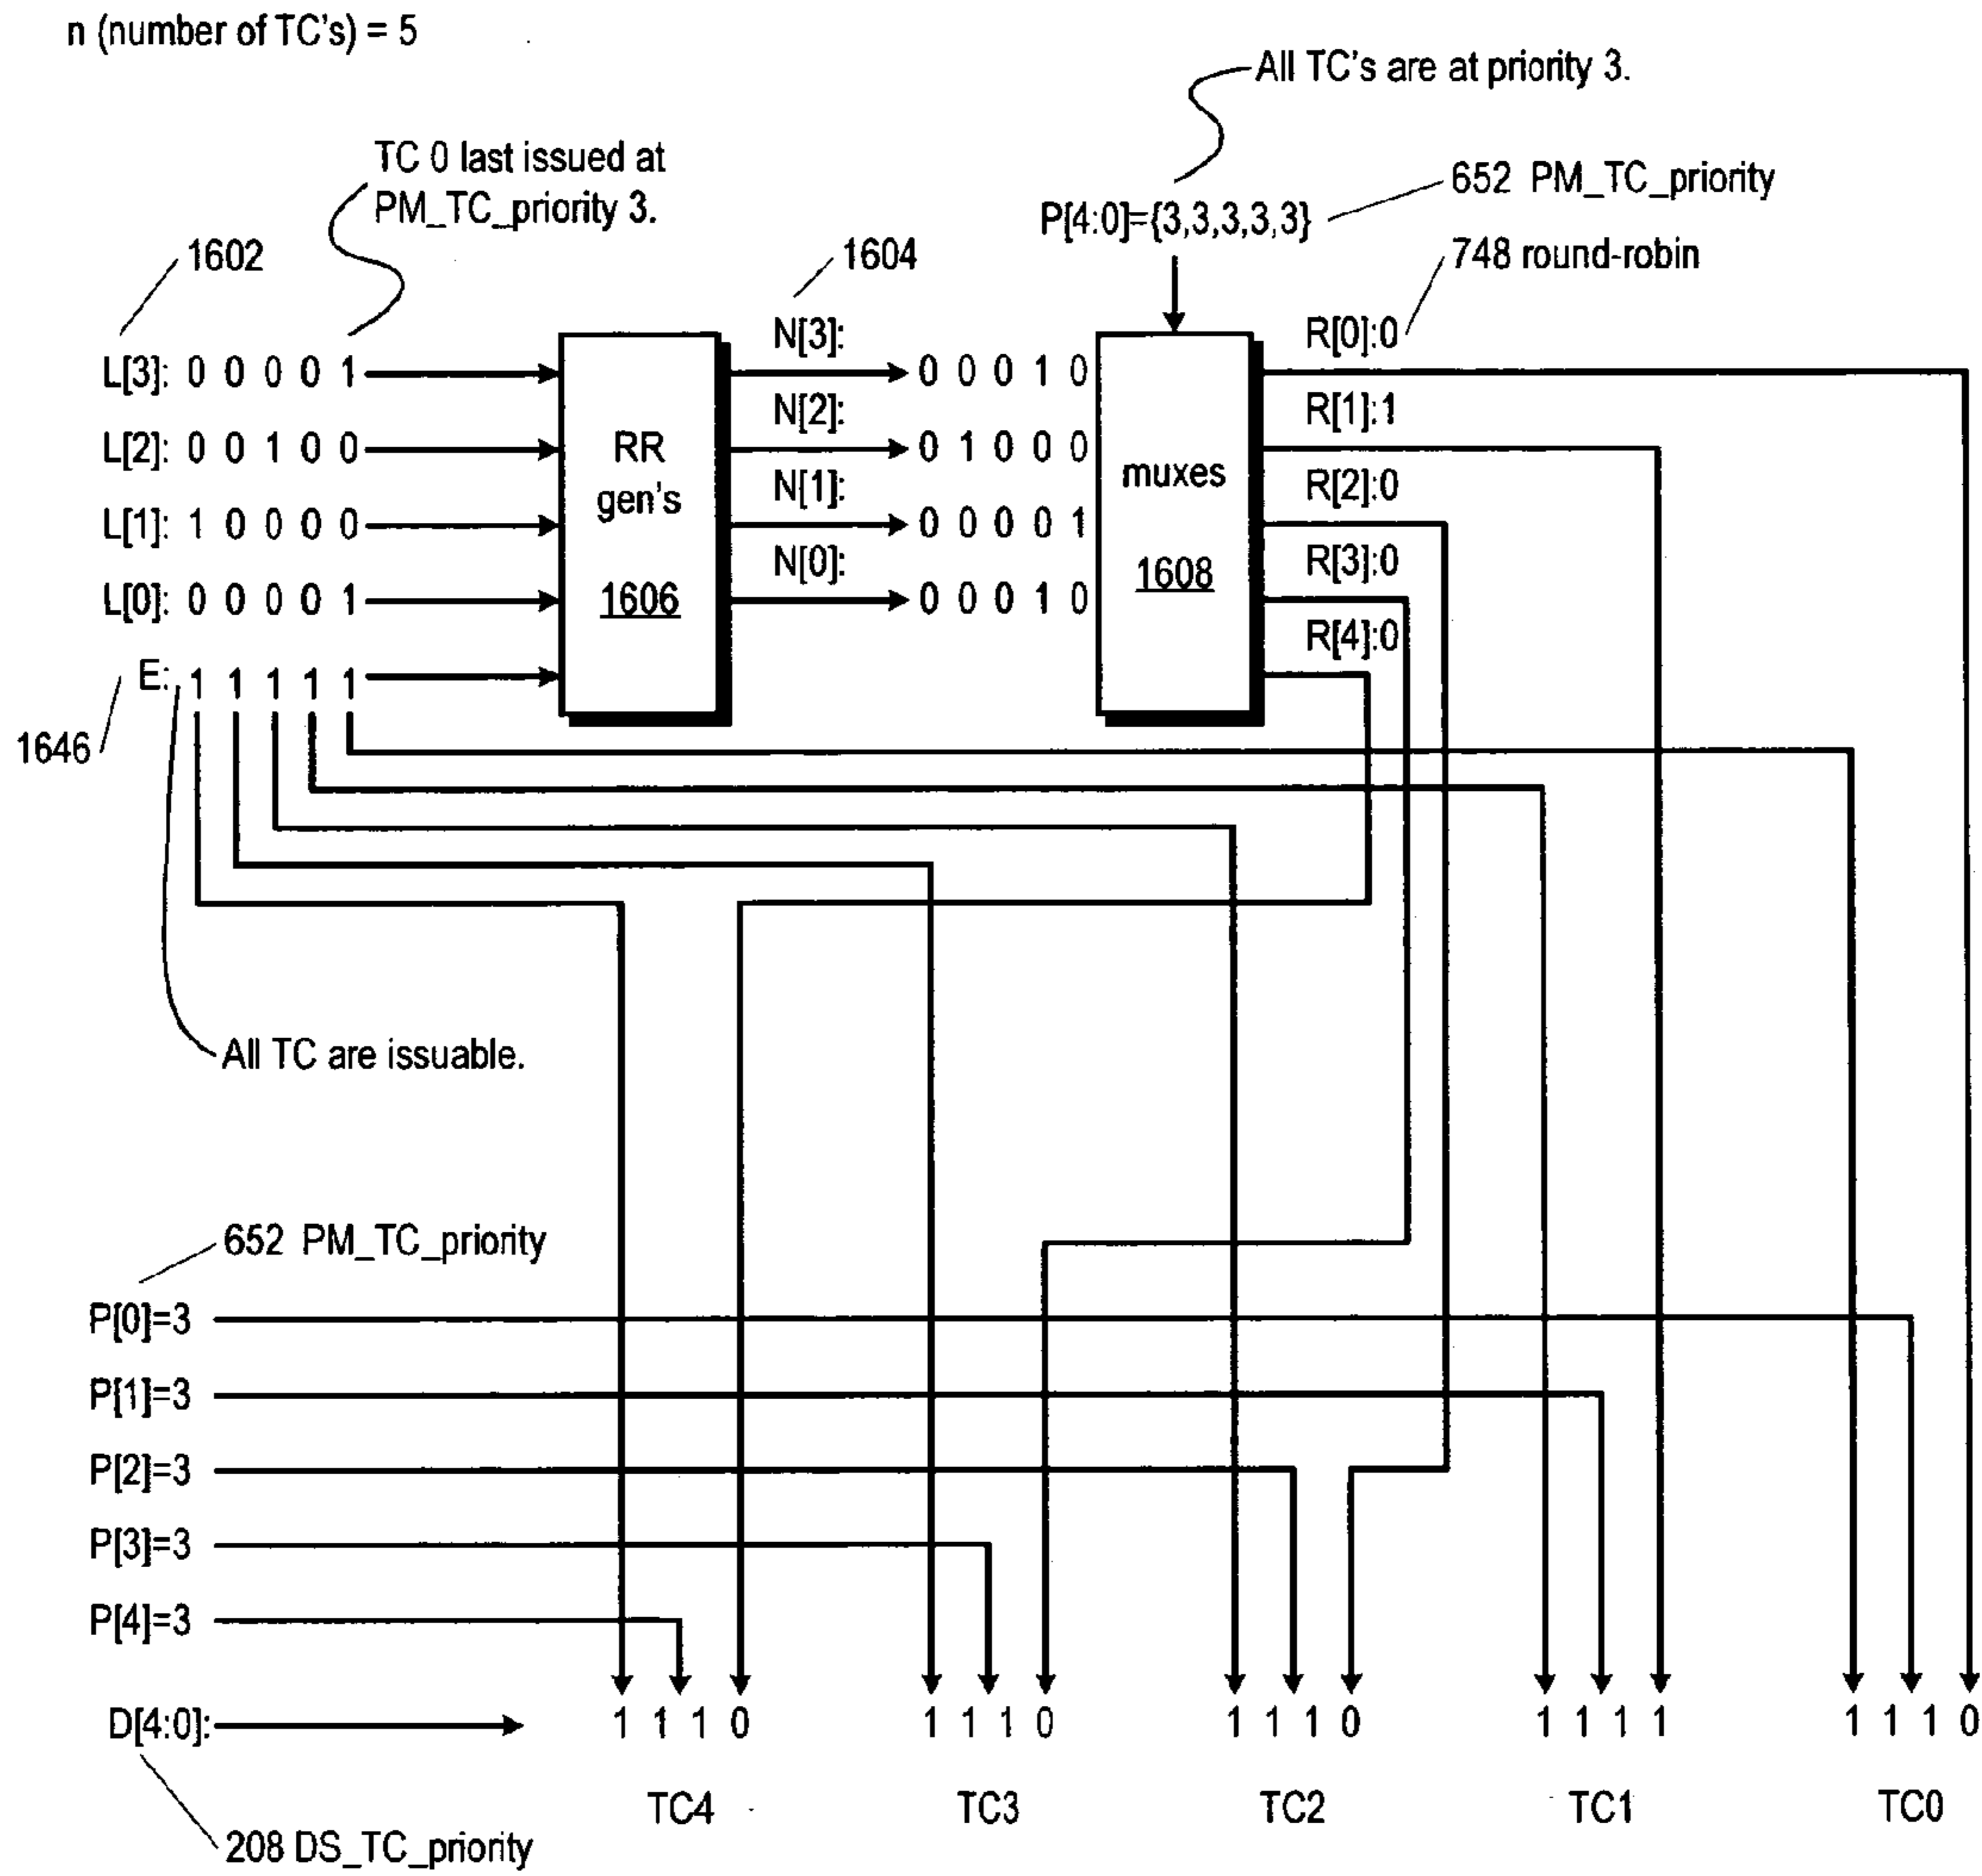 n (number of TC's) = 5
All TC's are at priority 3.
TC 0 last issued at
PM_TC_priority 3.
652 PM_TC_priority
P[4:0]={3,3,3,3,3}
1602
1604
748 round-robin
N[3]:
R[0]:0
L[3]: 0 0 0 0 1
0 0 0 1 0
N[2]:
R[1]:1
L[2]: 0 0 1 0 0
RR
gen's
1606
0 1 0 0 0
muxes
1608
N[1]:
R[2]:0
L[1]: 1 0 0 0 0
0 0 0 0 1
N[0]:
R[3]:0
L[0]: 0 0 0 0 1
0 0 0 1 0
R[4]:0
E: 1 1 1 1 1
1646
All TC are issuable.
652 PM_TC_priority
P[0]=3
P[1]=3
P[2]=3
P[3]=3
P[4]=3
D[4:0]: 1 1 1 0 1 1 1 0 1 1 1 0 1 1 1 1 1 1 1 0
TC4 TC3 TC2 TC1 TC0
208 DS_TC_priority